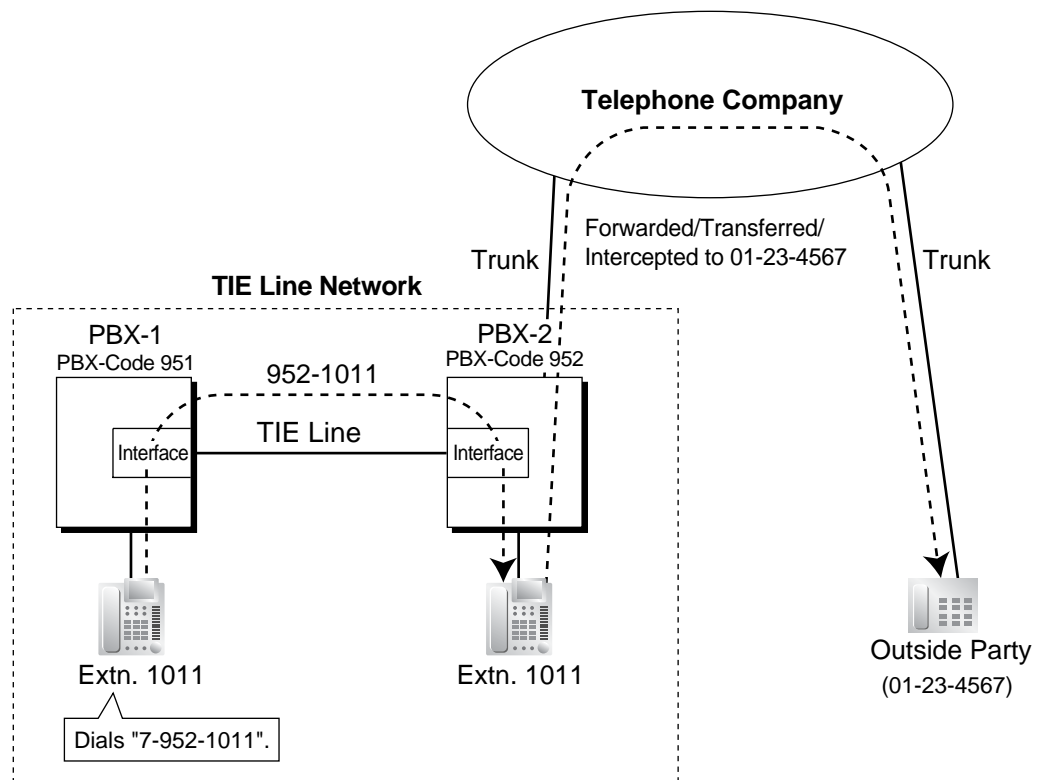 Telephone Company
Forwarded/Transferred/
Intercepted to 01-23-4567
Trunk
Trunk
TIE Line Network
PBX-1
PBX-Code 951
PBX-2
PBX-Code 952
952-1011
TIE Line
Interface
Interface
Extn. 1011
Extn. 1011
Outside Party
(01-23-4567)
Dials "7-952-1011".